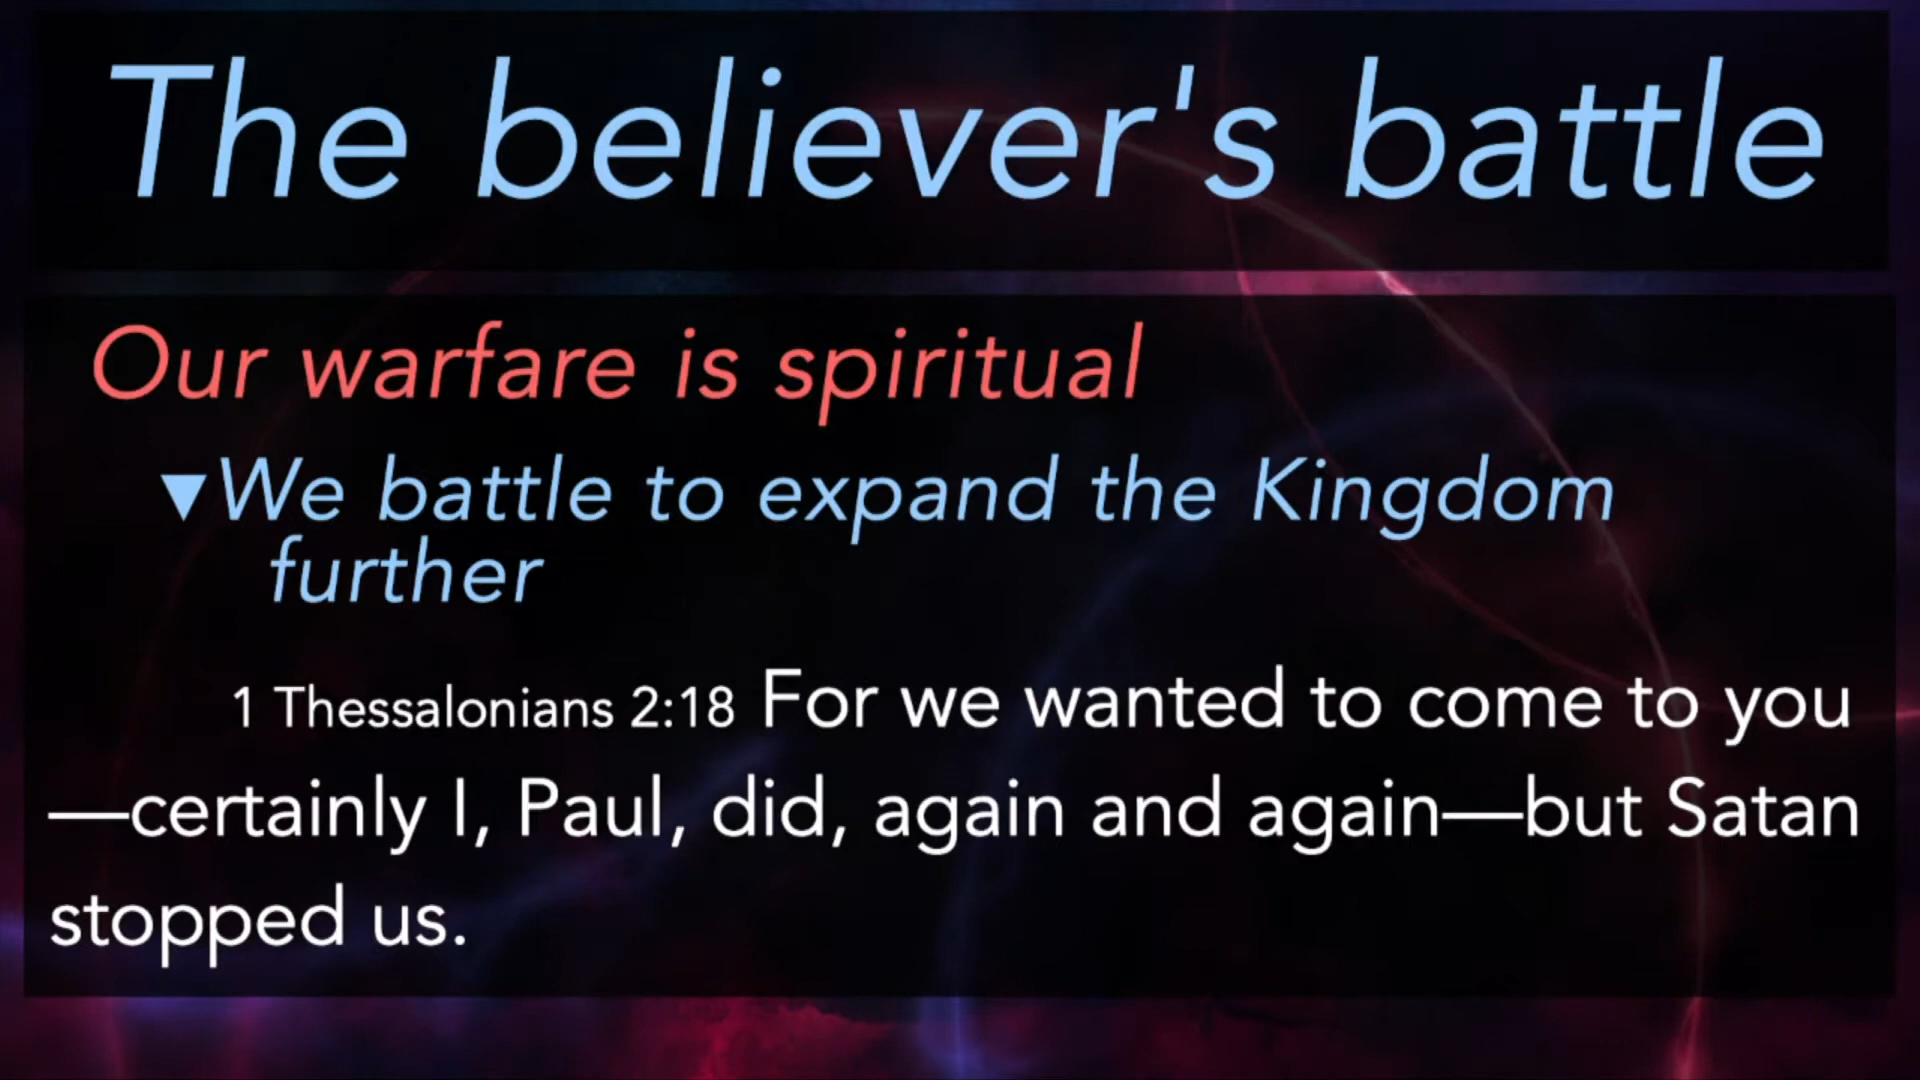 The believer's battle
Our warfare is spiritual
▼We battle to expand the Kingdom
further
1 Thessalonians 2:18 For we wanted to come to you
—certainly I, Paul, did, again and again—but Satan
stopped us.